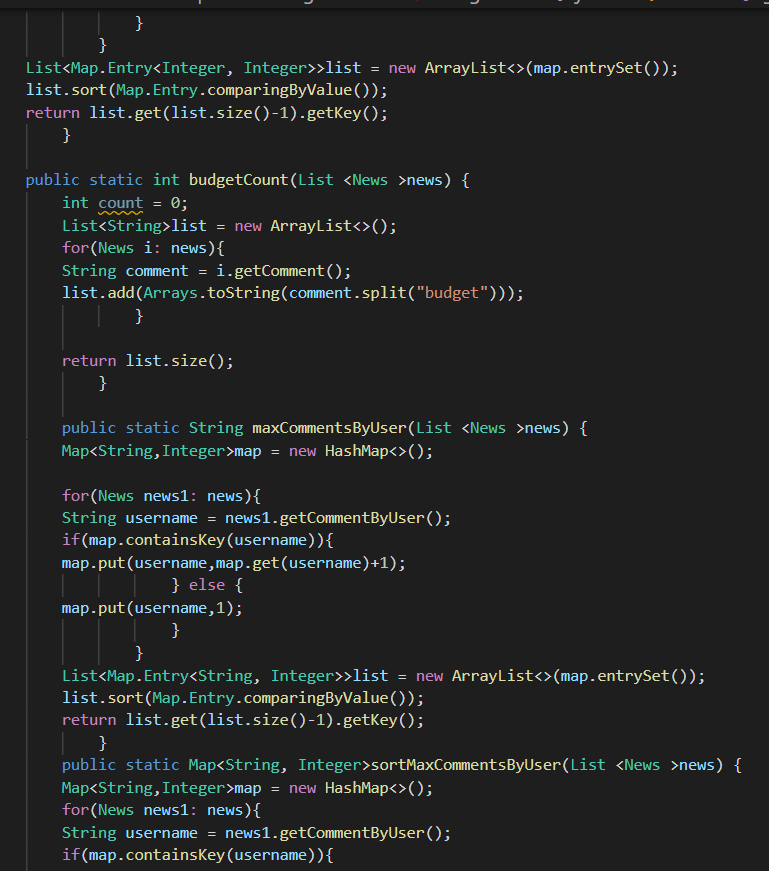 }
}
List<Map.Entry<Integer, Integer>>list = new ArrayList<>(map.entrySet());
list.sort(Map.Entry.comparingByValue());
return list.get(list.size()-1).getKey();
}
public static int budgetCount(List <News >news) {
int count = 0;
List<String>list = new ArrayList<>();
for(News i: news){
String comment = i.getComment();
list.add(Arrays.toString(comment.split("budget")));
}
return list.size();
}
public static String maxCommentsByUser(List <News >news) {
Map<String,Integer>map = new HashMap<>();
for(News news1: news){
String username = news1.getCommentByUser();
if(map.containsKey(username)){
map.put(username,map.get(username)+1);
} else {
map.put(username,1);
}
}
List<Map.Entry<String, Integer>>list = new ArrayList<>(map.entrySet());
list.sort(Map.Entry.comparingByValue());
return list.get(list.size()-1).getKey();
}
public static Map<String, Integer>sortMaxCommentsByUser(List <News >news) {
Map<String,Integer>map = new HashMap<>();
for(News news1: news){
String username = news1.getCommentByUser();
if(map.containsKey(username)){